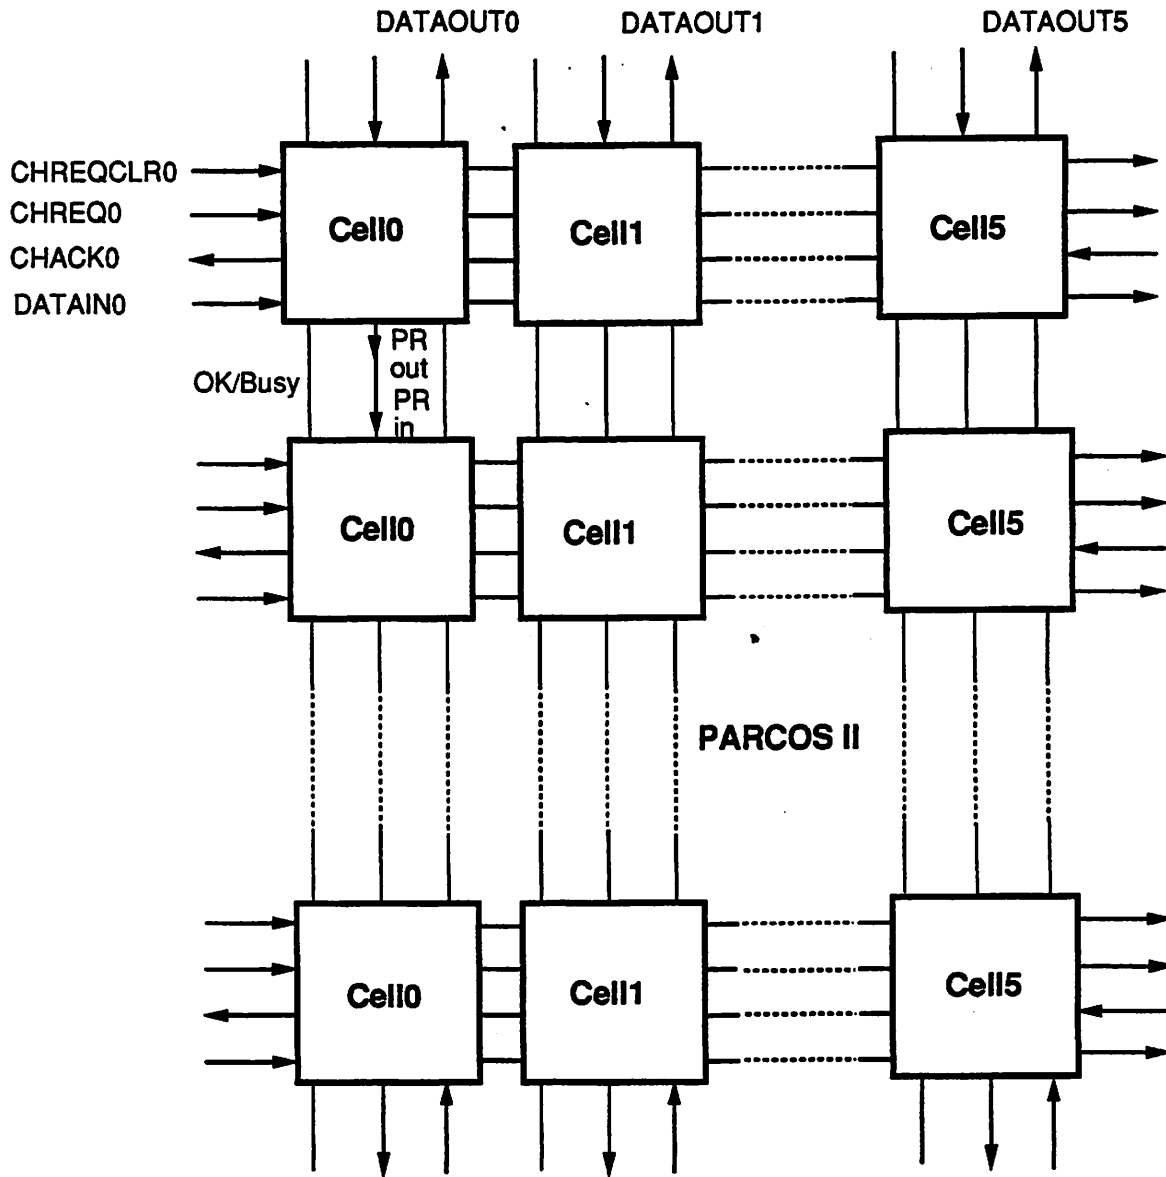 DATAOUT0 DATAOUT1 DATAOUT5
CHREQCLR0
CHREQ0
CHACK0
DATAIN0
Cell0 Cell1 Cell5
OK/Busy
PR
out
PR
in
Cell0 Cell1 Cell5
PARCOS II
Cell0 Cell1 Cell5